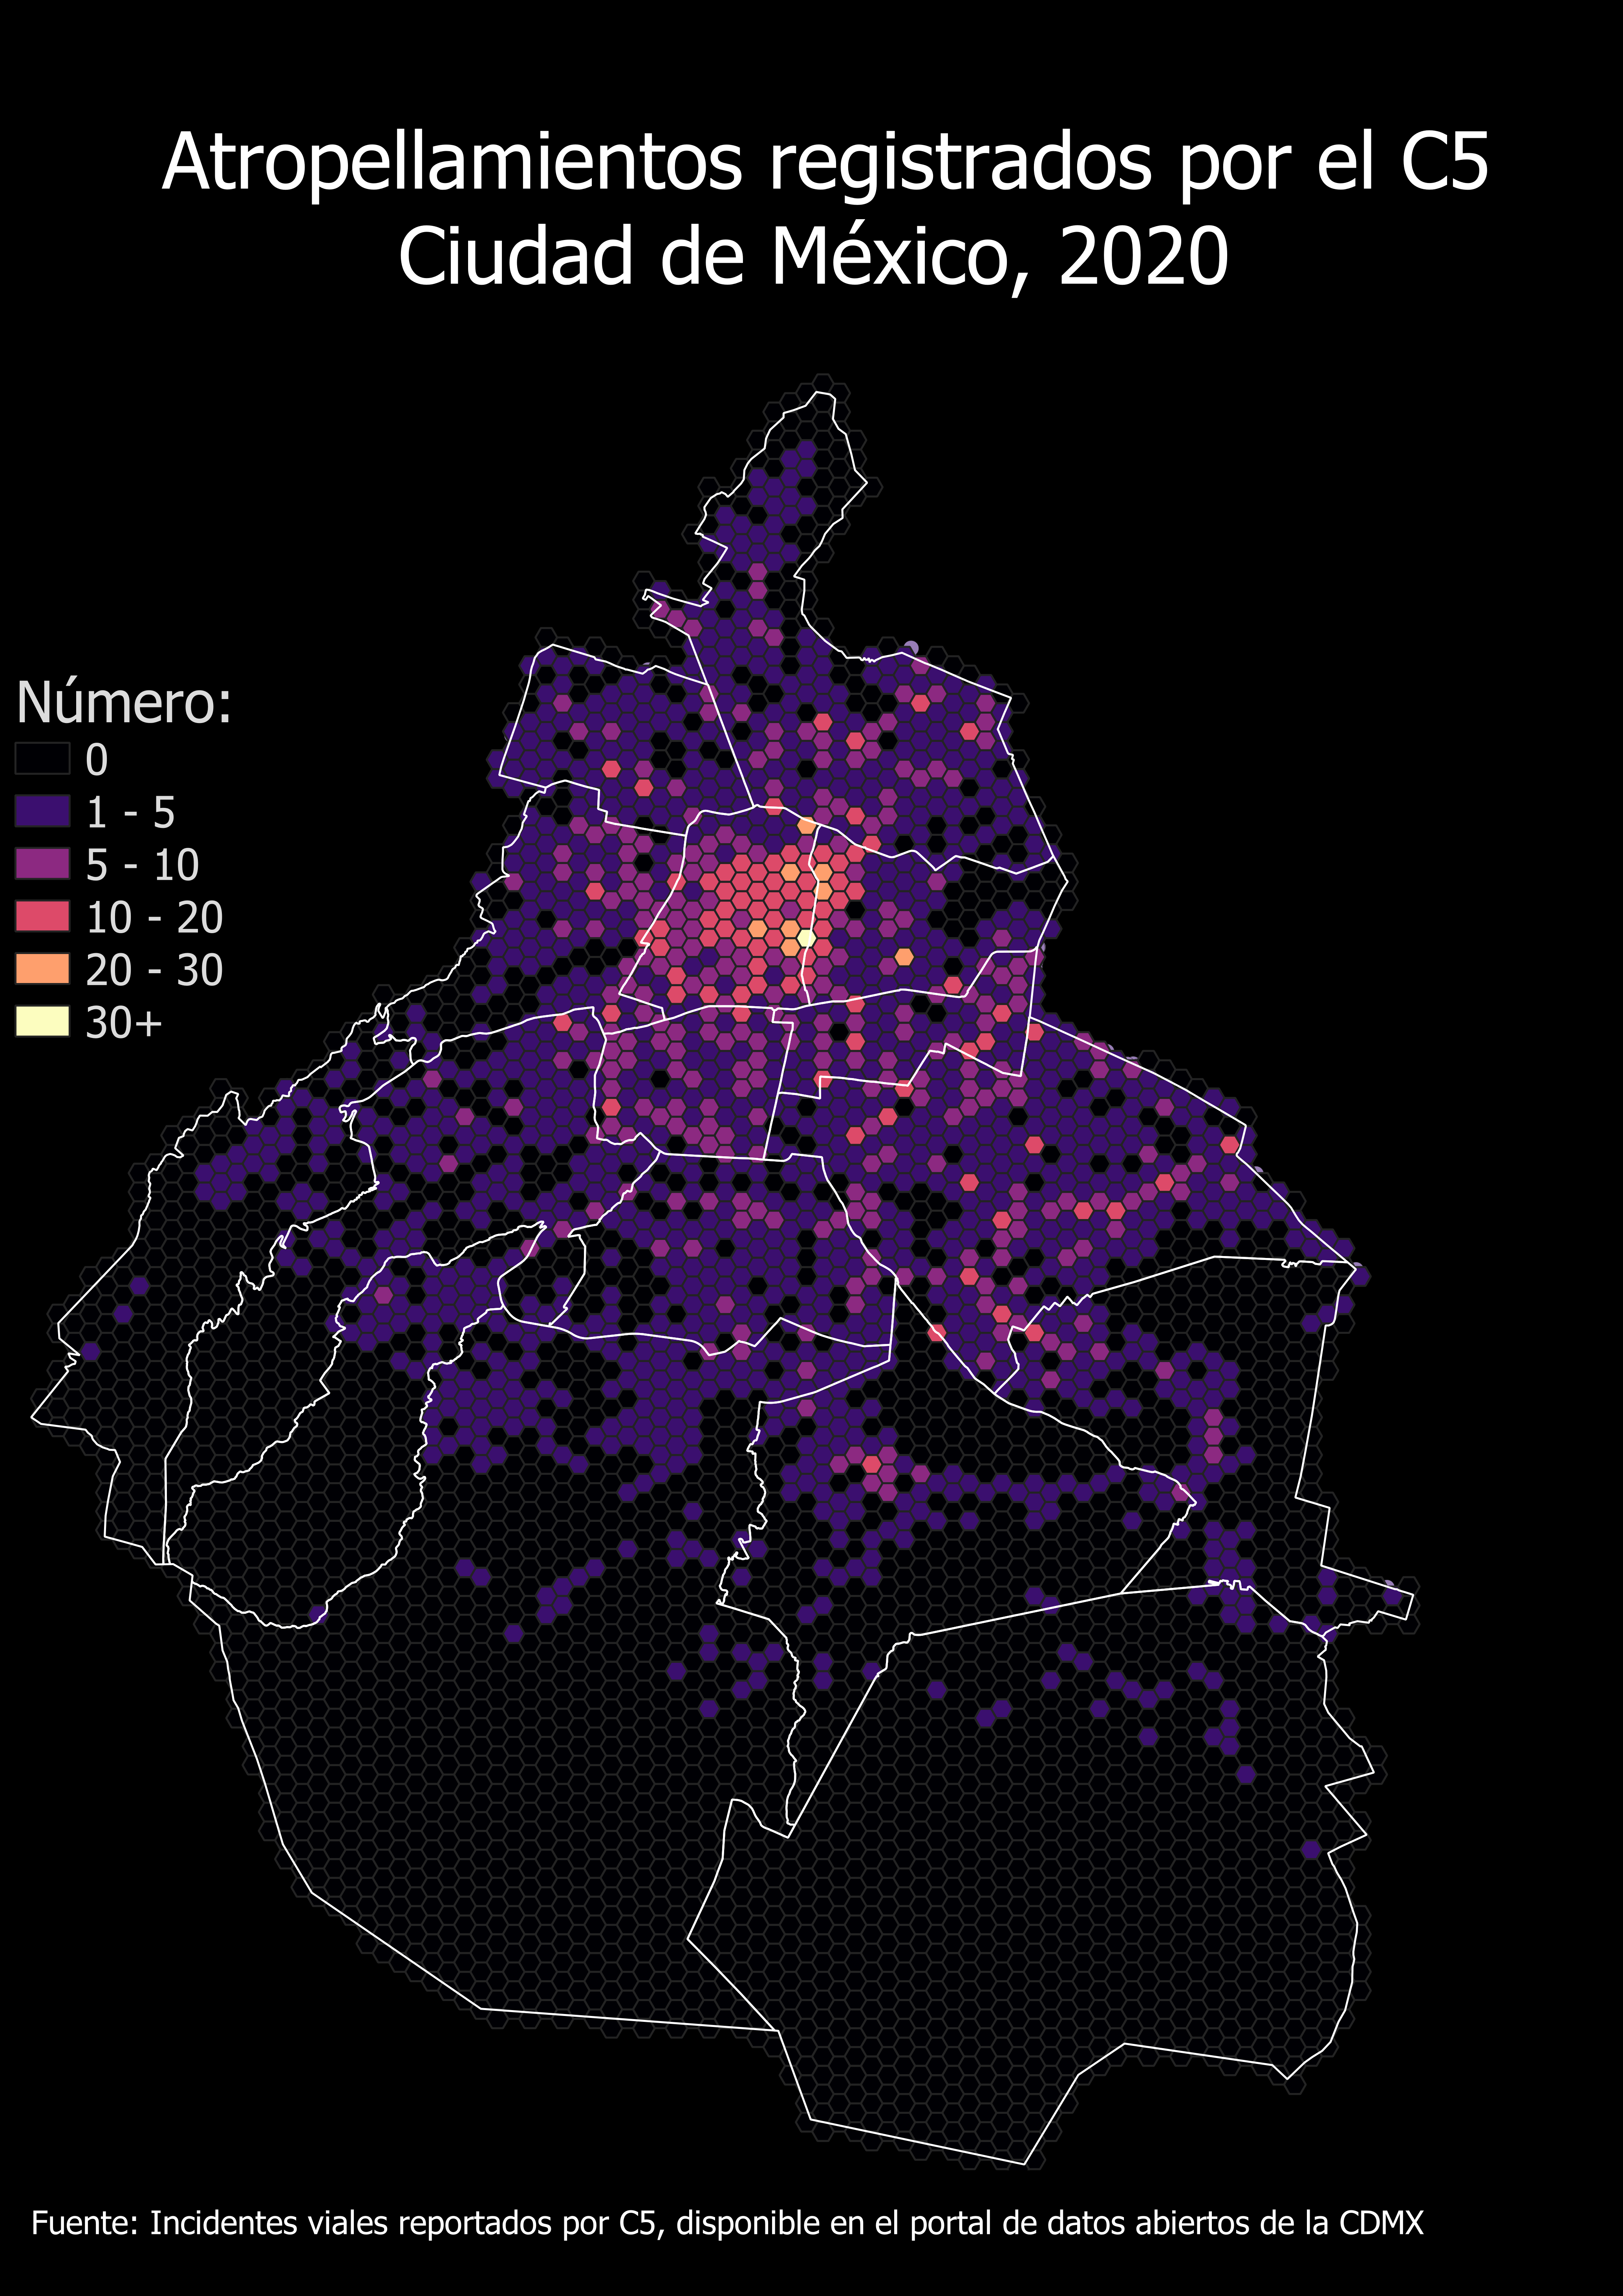 Atropellamientos registrados por el C5
Ciudad de México, 2020
Número:
0
1 - 5
5 - 10
10 - 20
20 - 30
30+
Fuente: Incidentes viales reportados por C5, disponible en el portal de datos abiertos de la CDMX